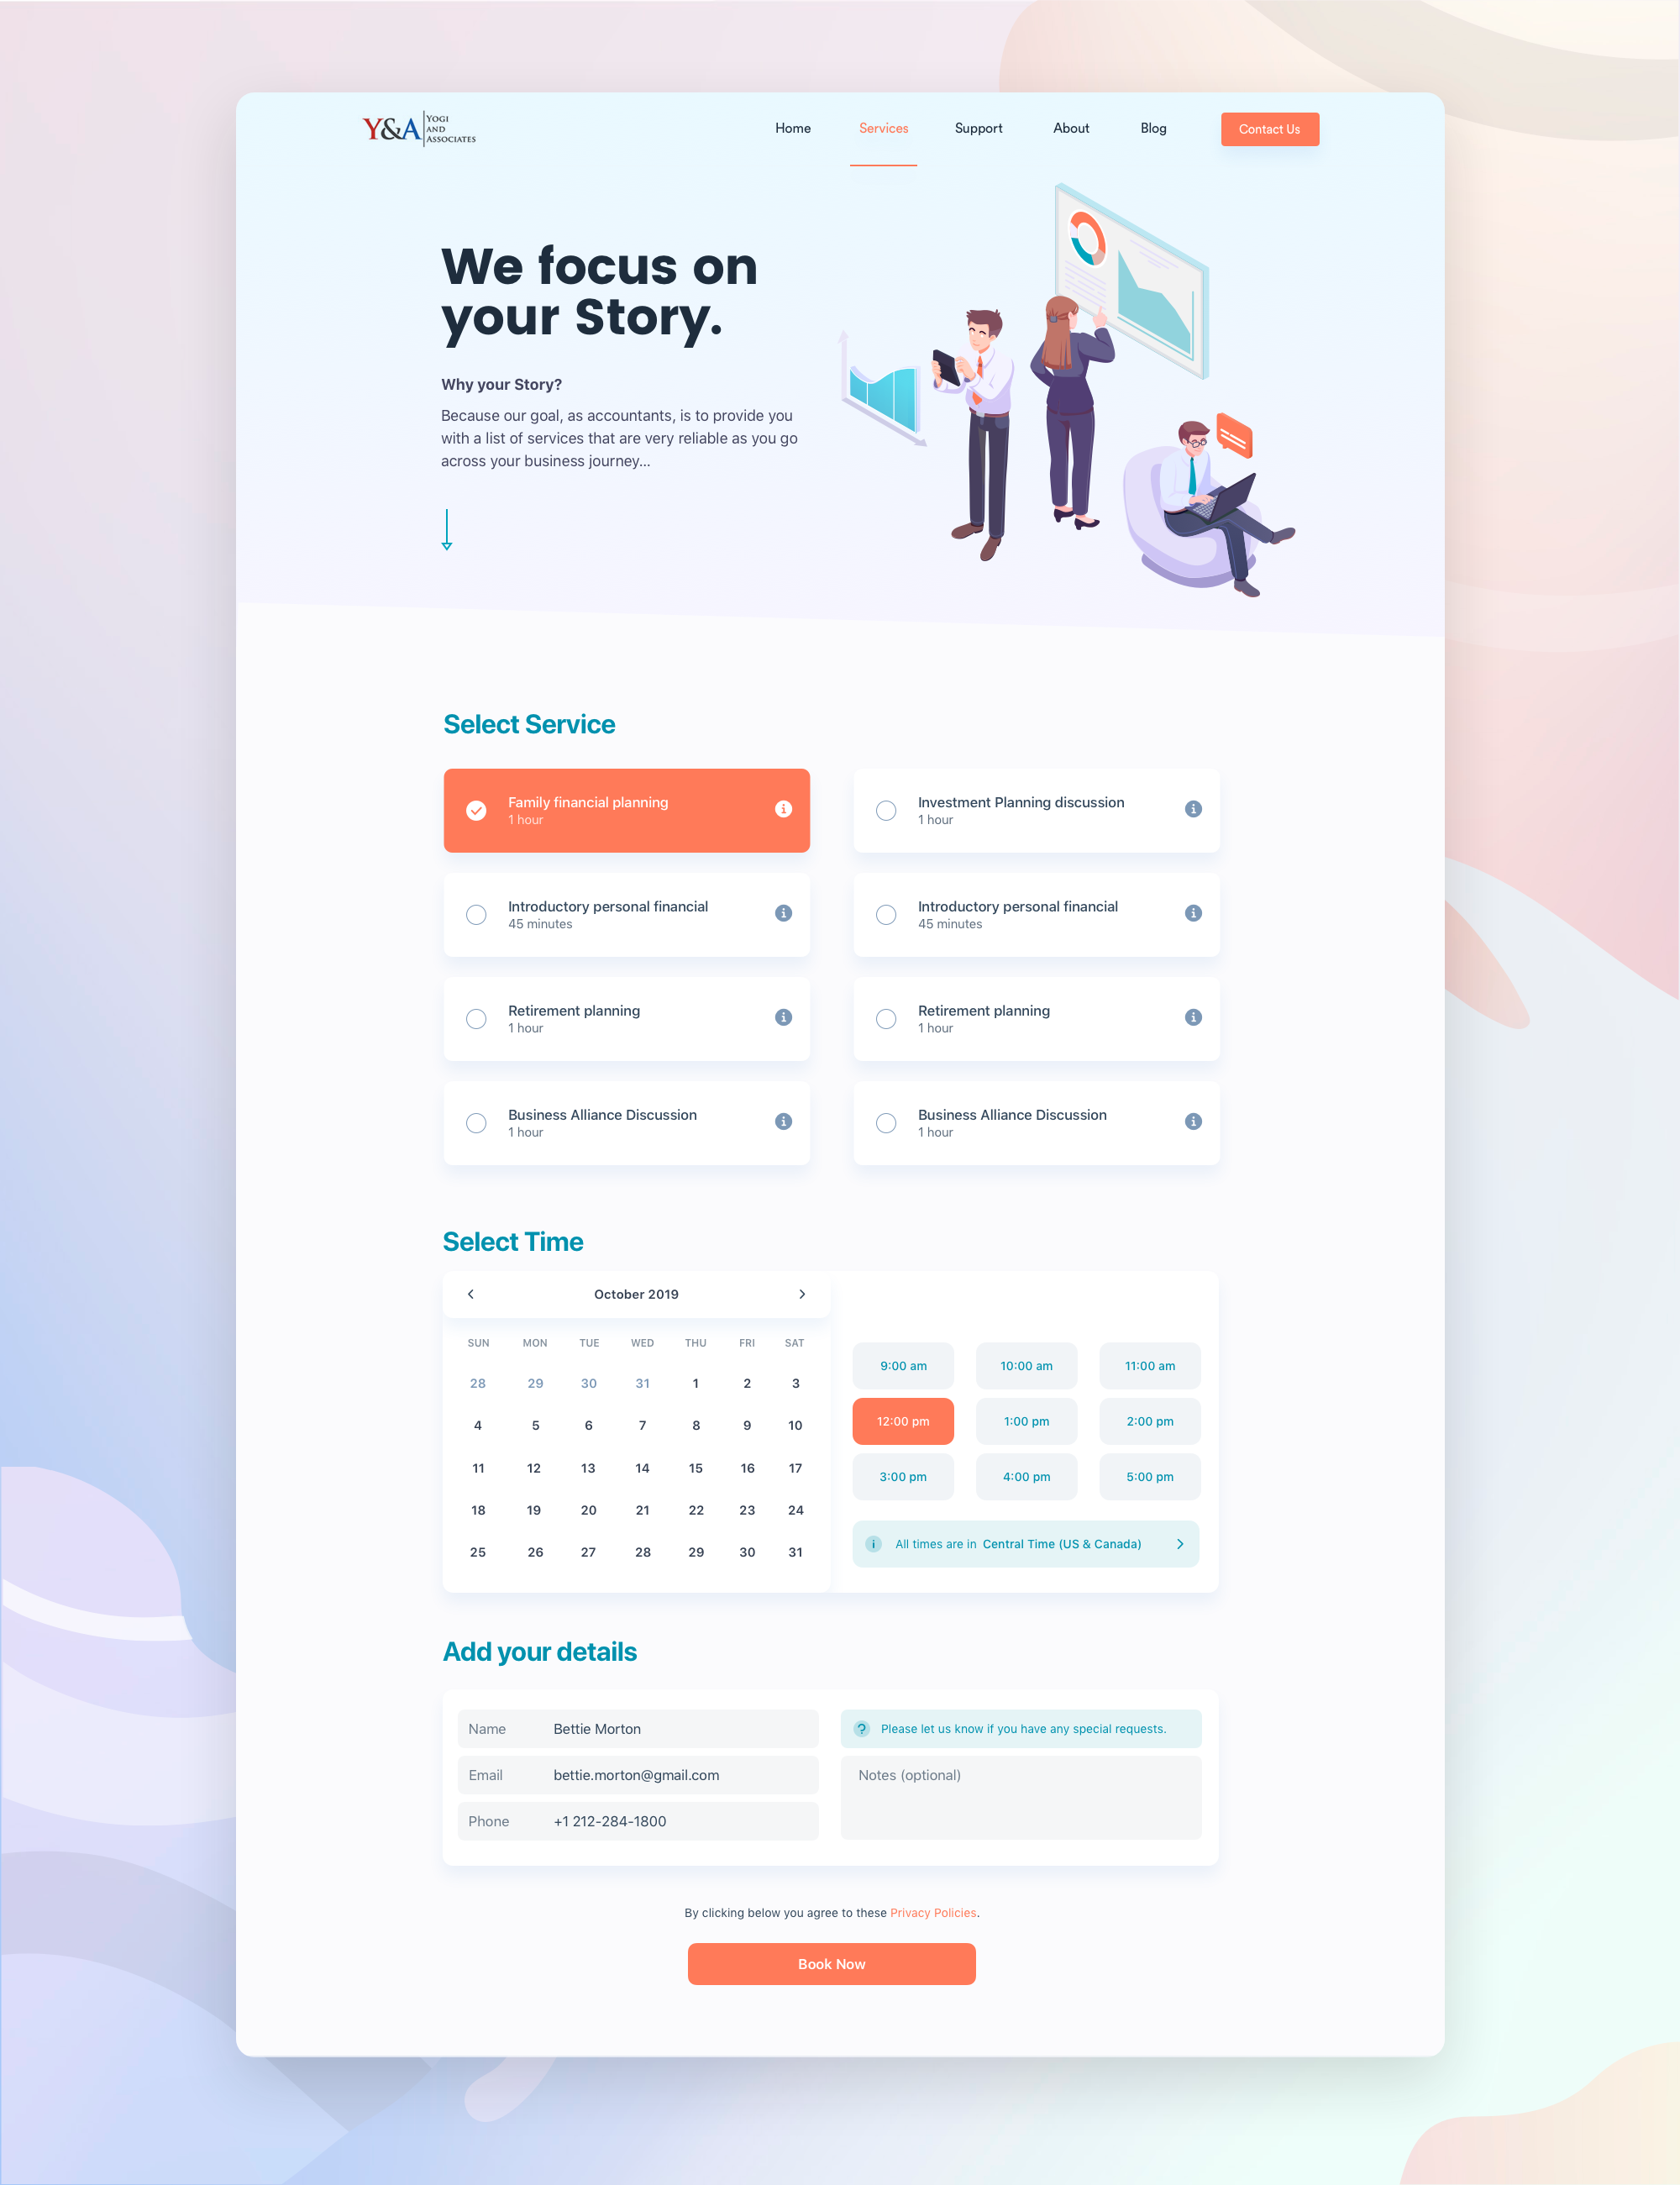 Y&A
YOGI
AND
ASSOCIATES
Home
Services
Support
About
Blog
Contact Us
We focus on
your Story.
Why your Story?
Because our goal, as accountants, is to provide you
with a list of services that are very reliable as you go
across your business journey...
Select Service
Family financial planning
1 hour
Investment Planning discussion
1 hour
Introductory personal financial
45 minutes
Introductory personal financial
45 minutes
Retirement planning
1 hour
Retirement planning
1 hour
Business Alliance Discussion
1 hour
Business Alliance Discussion
1 hour
Select Time
October 2019
SUN MON TUE WED THU FRI SAT
28 29 30 31 1 2 3
4 5 6 7 8 9 10
11 12 13 14 15 16 17
18 19 20 21 22 23 24
25 26 27 28 29 30 31
9:00 am 10:00 am 11:00 am
12:00 pm 1:00 pm 2:00 pm
3:00 pm 4:00 pm 5:00 pm
All times are in Central Time (US & Canada)
Add your details
Name Bettie Morton
Email bettie.morton@gmail.com
Phone +1 212-284-1800
Please let us know if you have any special requests.
Notes (optional)
By clicking below you agree to these Privacy Policies.
Book Now